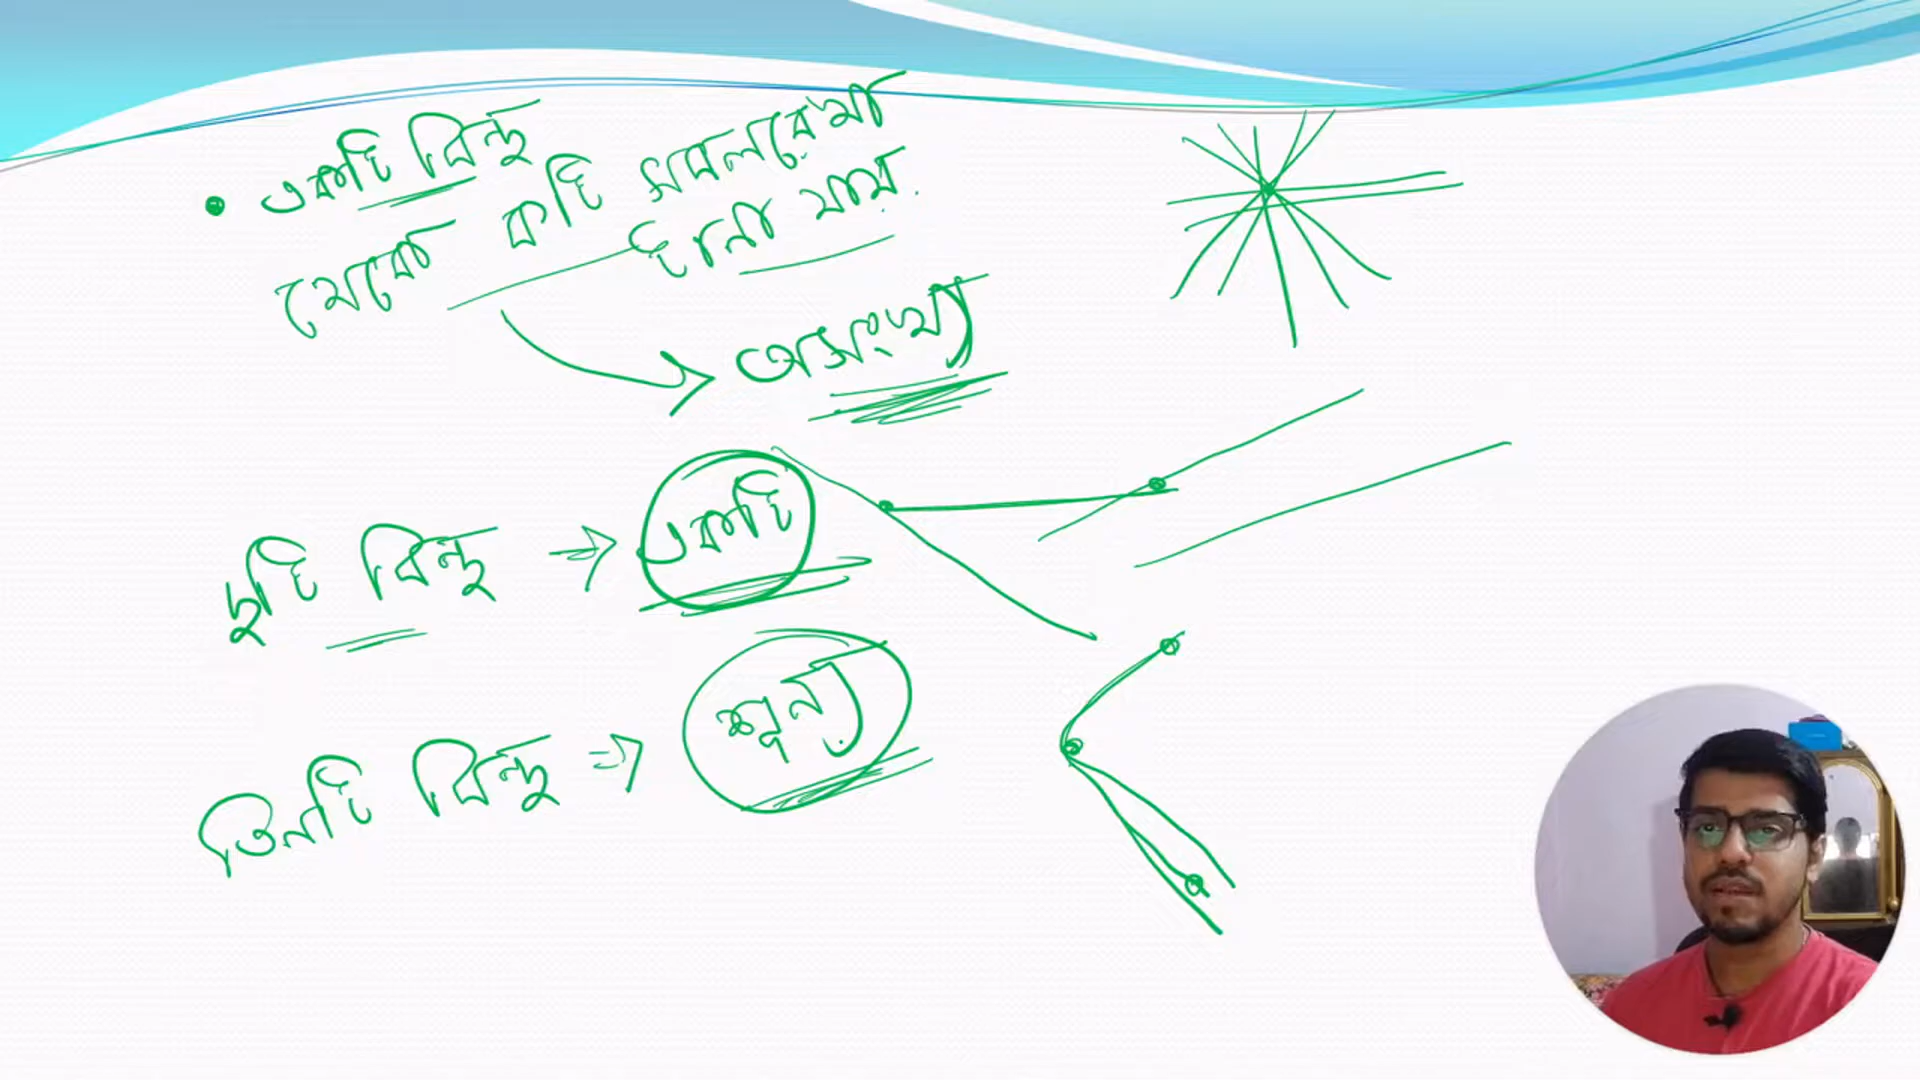 একটি বিন্দু
থেকে কটি সরলরেখা
টানা যায়.
অসংখ্য
দুটি বিন্দু ⇒ একটি
তিনটি বিন্দু ⇒ শূন্য